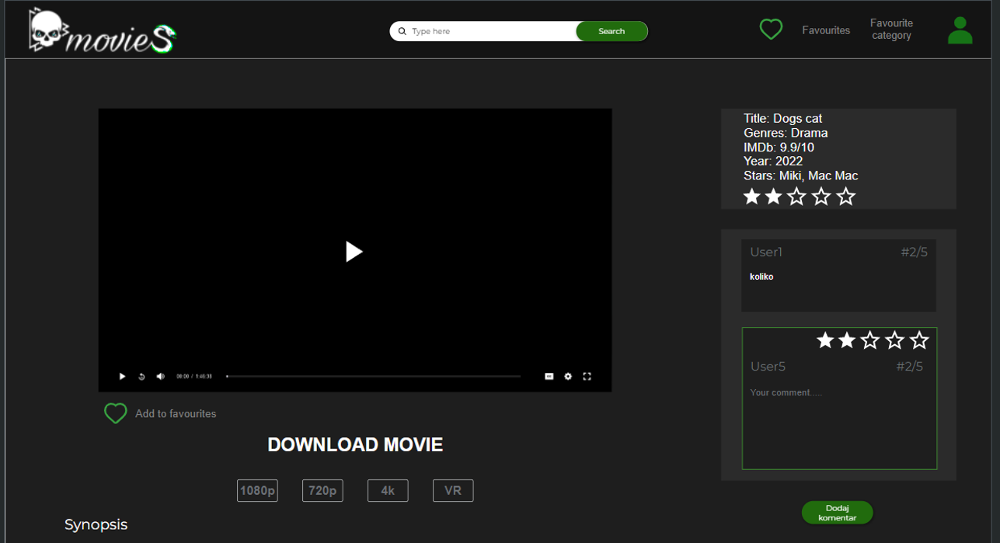 movieS
Type here
Search
Favourites
Favourite
category
Title: Dogs cat
Genres: Drama
IMDb: 9.9/10
Year: 2022
Stars: Miki, Mac Mac
User1 #2/5
koliko
User5 #2/5
Your comment.....
00:00 / 1:46:36
Add to favourites
DOWNLOAD MOVIE
1080p 720p 4k VR
Dodaj
komentar
Synopsis